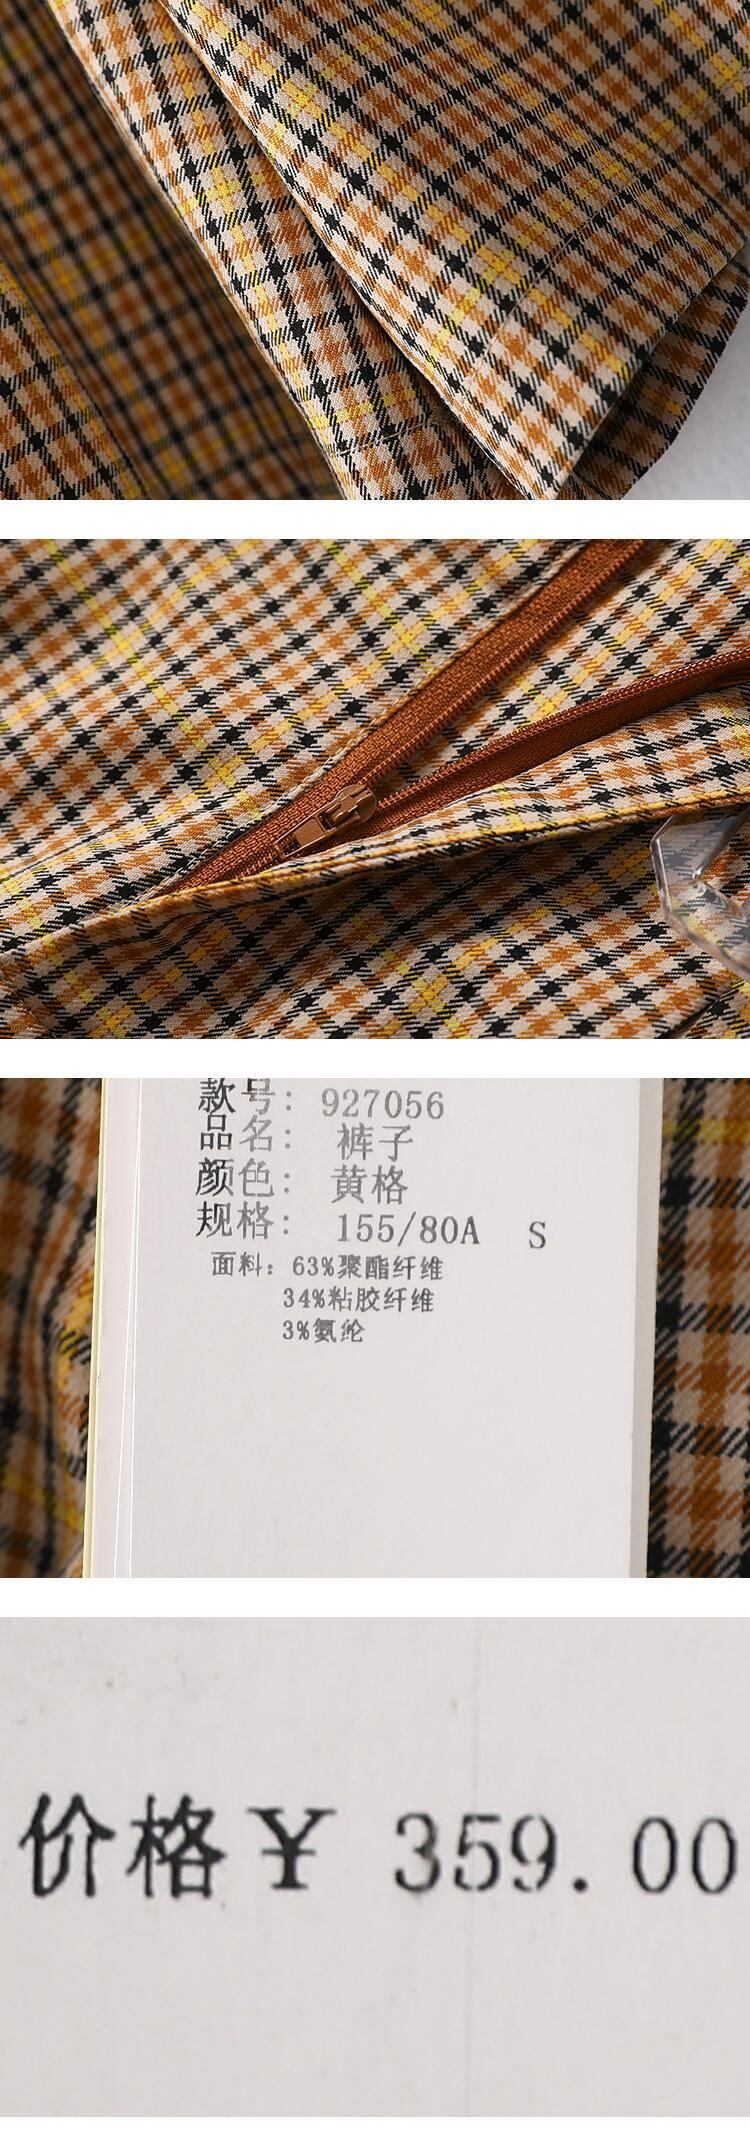 款号: 927056
品名: 裤子
颜色: 黄格
规格: 155/80A S
面料: 63%聚酯纤维
34%粘胶纤维
3%氨纶
价格¥ 359.00